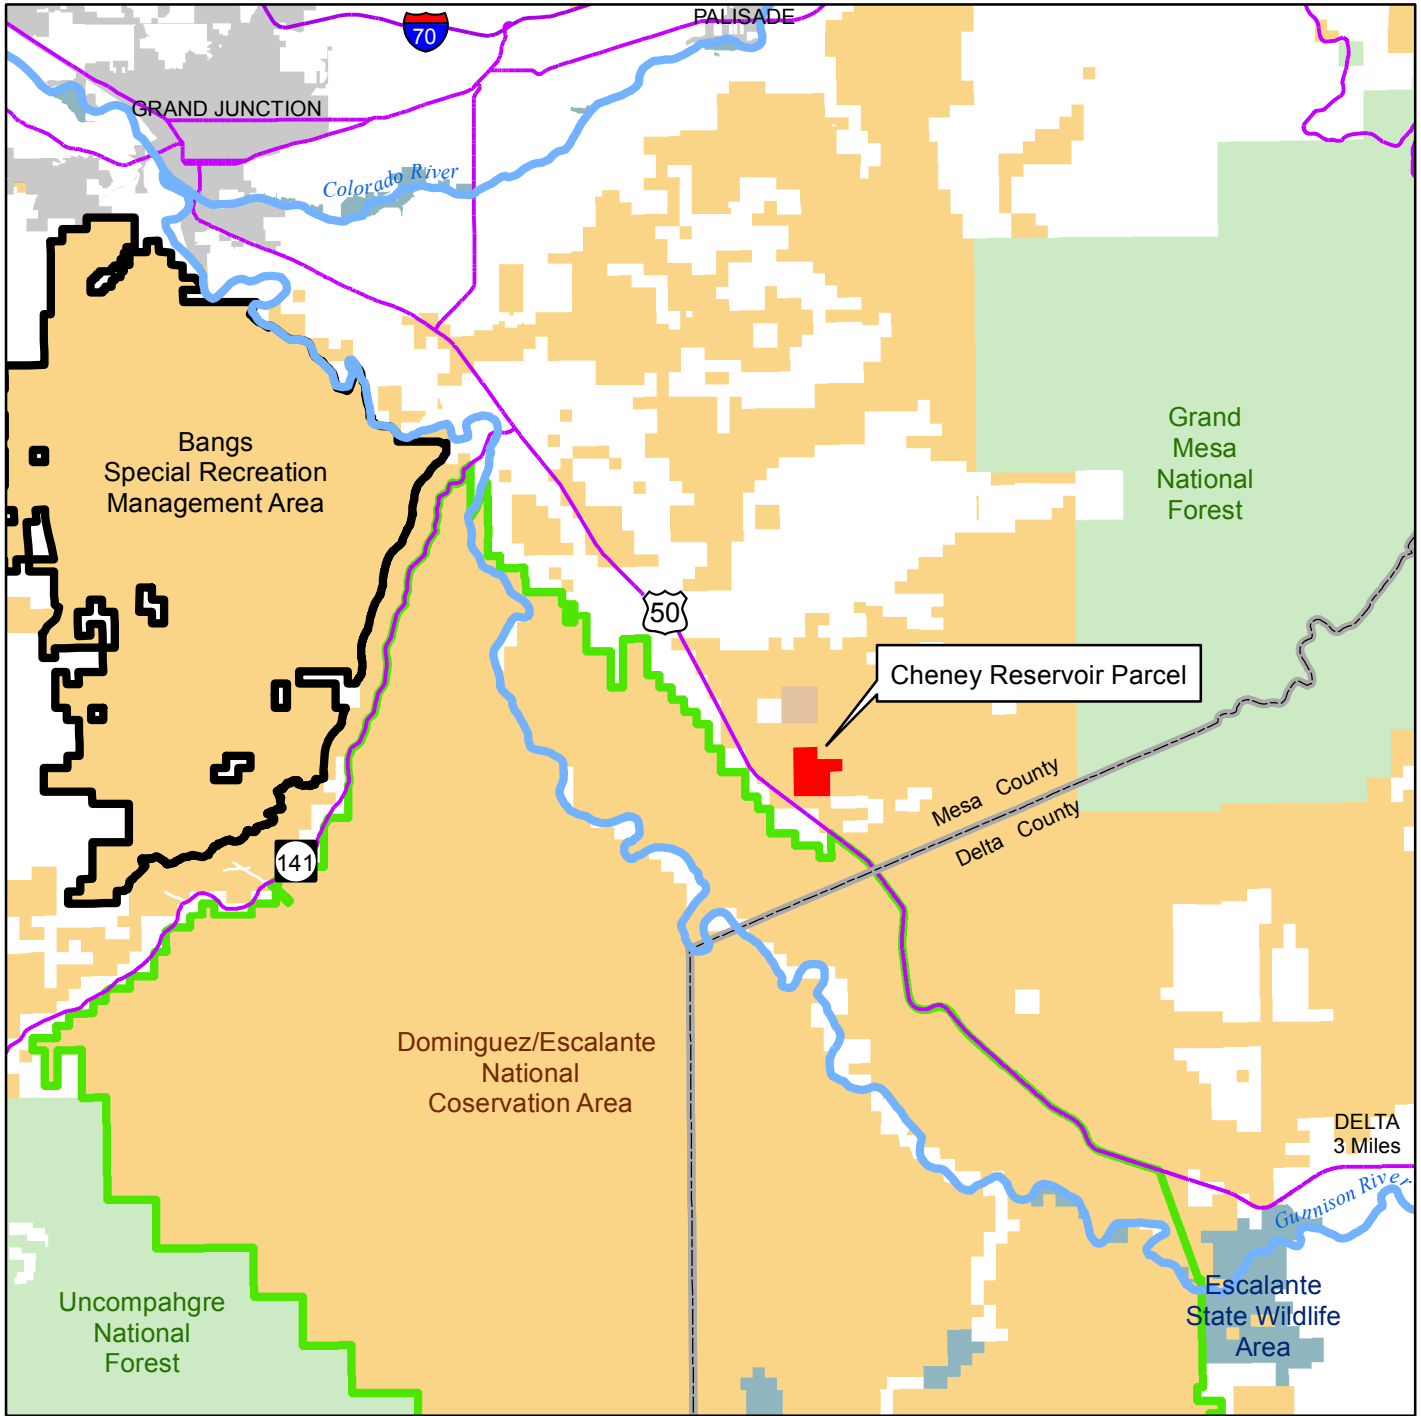 PALISADE
70
GRAND JUNCTION
Colorado River
Bangs
Special Recreation
Management Area
Grand
Mesa
National
Forest
50
Cheney Reservoir Parcel
Mesa County
Delta County
141
Dominguez/Escalante
National
Coservation Area
DELTA
3 Miles
Gunnison River
Uncompahgre
National
Forest
Escalante
State Wildlife
Area